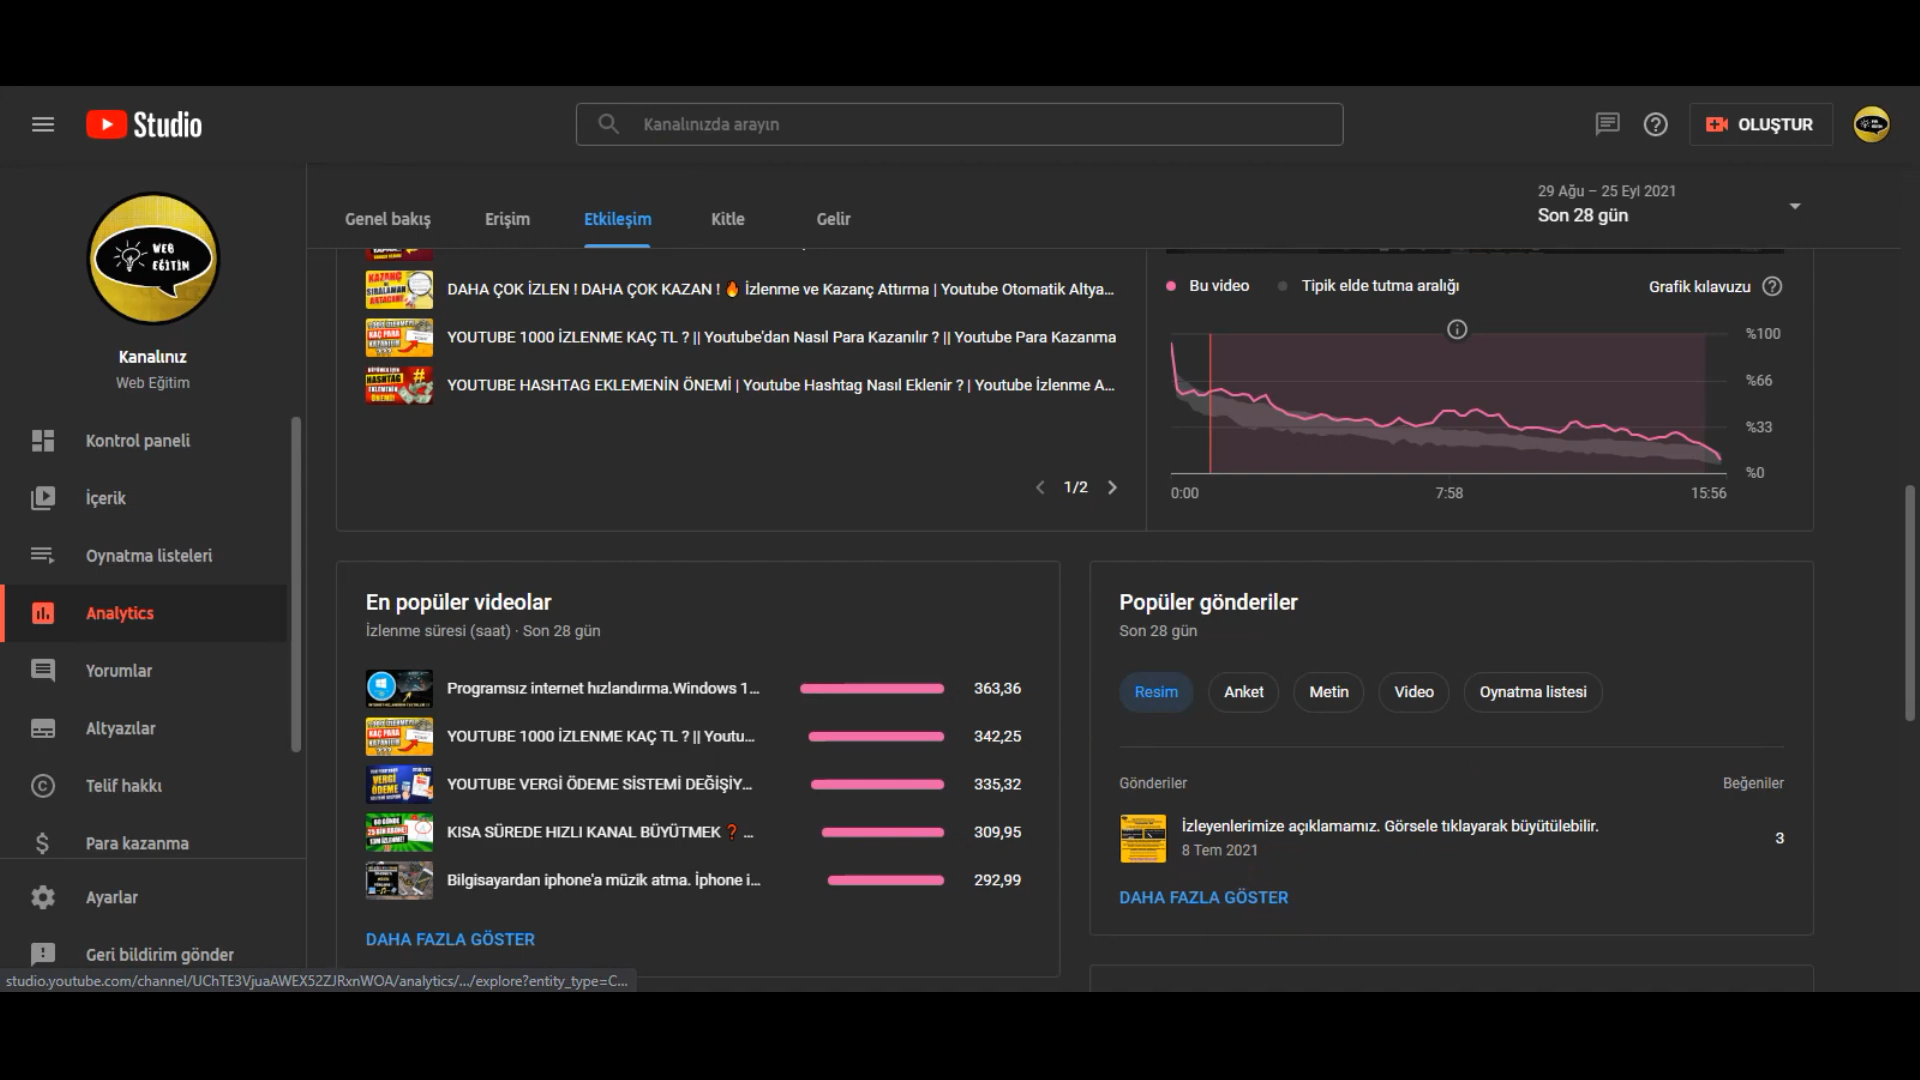 Studio
Kanalınızda arayın
OLUŞTUR
WEB
EĞİTİM
Kanalınız
Web Eğitim
Kontrol paneli
İçerik
Oynatma listeleri
Analytics
Yorumlar
Altyazılar
Telif hakkı
Para kazanma
Ayarlar
Geri bildirim gönder
Genel bakış
Erişim
Etkileşim
Kitle
Gelir
29 Ağu – 25 Eyl 2021
Son 28 gün
DAHA ÇOK İZLEN ! DAHA ÇOK KAZAN ! 🔥 İzlenme ve Kazanç Attırma | Youtube Otomatik Altya...
YOUTUBE 1000 İZLENME KAÇ TL ? || Youtube'dan Nasıl Para Kazanılır ? || Youtube Para Kazanma
YOUTUBE HASHTAG EKLEMENİN ÖNEMİ | Youtube Hashtag Nasıl Eklenir ? | Youtube İzlenme A...
1/2
Bu video
Tipik elde tutma aralığı
Grafik kılavuzu
%100
%66
%33
%0
0:00
7:58
15:56
En popüler videolar
İzlenme süresi (saat) · Son 28 gün
Programsız internet hızlandırma.Windows 1...
363,36
YOUTUBE 1000 İZLENME KAÇ TL ? || Youtu...
342,25
YOUTUBE VERGİ ÖDEME SİSTEMİ DEĞİŞİY...
335,32
KISA SÜREDE HIZLI KANAL BÜYÜTMEK ❓ ...
309,95
Bilgisayardan iphone'a müzik atma. İphone i...
292,99
DAHA FAZLA GÖSTER
Popüler gönderiler
Son 28 gün
Resim
Anket
Metin
Video
Oynatma listesi
Gönderiler
Beğeniler
İzleyenlerimize açıklamamız. Görsele tıklayarak büyütülebilir.
8 Tem 2021
3
DAHA FAZLA GÖSTER
studio.youtube.com/channel/UChTE3VjuaAWEX52ZJRxnWOA/analytics/.../explore?entity_type=C...